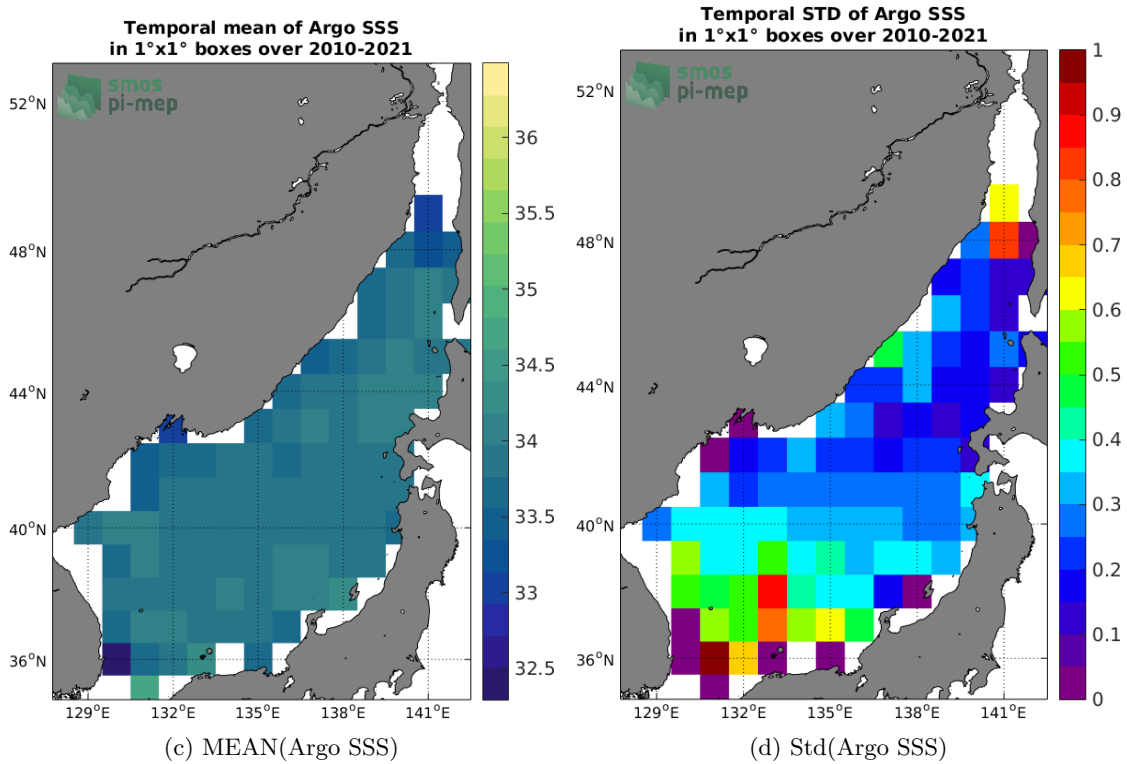 Temporal mean of Argo SSS
in 1°x1° boxes over 2010-2021
smos
pi-mep
52°N
48°N
44°N
40°N
36°N
129°E
132°E
135°E
138°E
141°E
36
35.5
35
34.5
34
33.5
33
32.5
(c) MEAN(Argo SSS)
Temporal STD of Argo SSS
in 1°x1° boxes over 2010-2021
smos
pi-mep
52°N
48°N
44°N
40°N
36°N
129°E
132°E
135°E
138°E
141°E
1
0.9
0.8
0.7
0.6
0.5
0.4
0.3
0.2
0.1
0
(d) Std(Argo SSS)